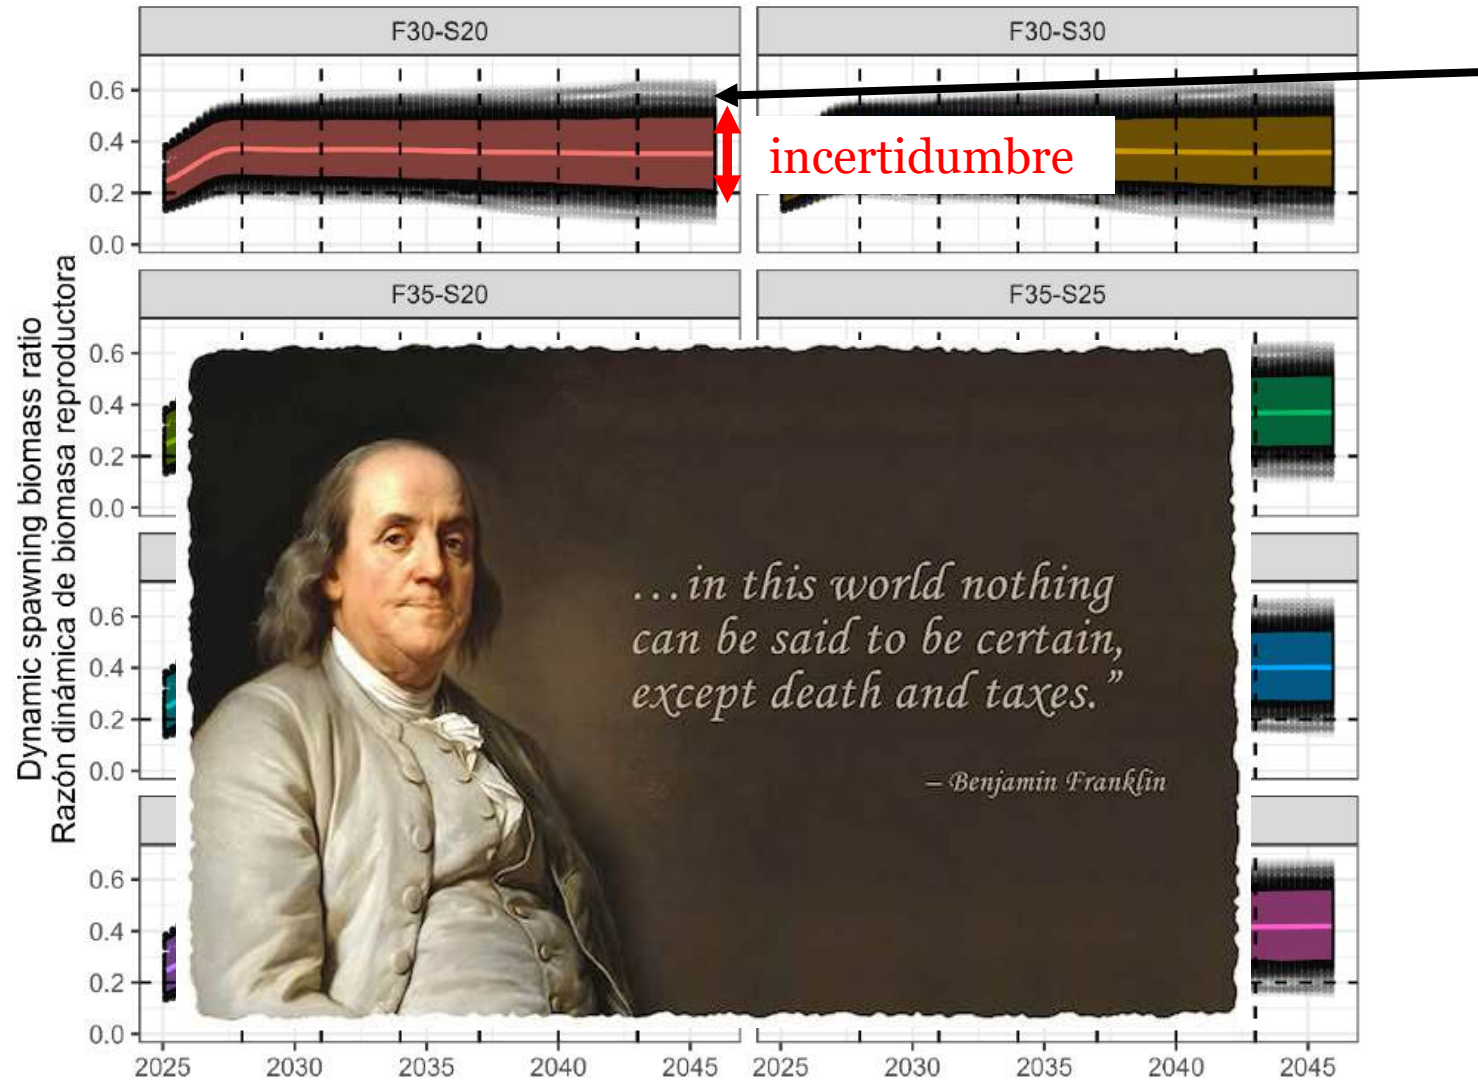 F30-S20
F30-S30
0.6
0.4
0.2
0.0
incertidumbre
F35-S20
F35-S25
0.6
0.4
0.2
0.0
Dynamic spawning biomass ratio
Razón dinámica de biomasa reproductora
...in this world nothing
can be said to be certain,
except death and taxes.”
– Benjamin Franklin
0.6
0.4
0.2
0.0
0.6
0.4
0.2
0.0
2025 2030 2035 2040 2045
2025 2030 2035 2040 2045